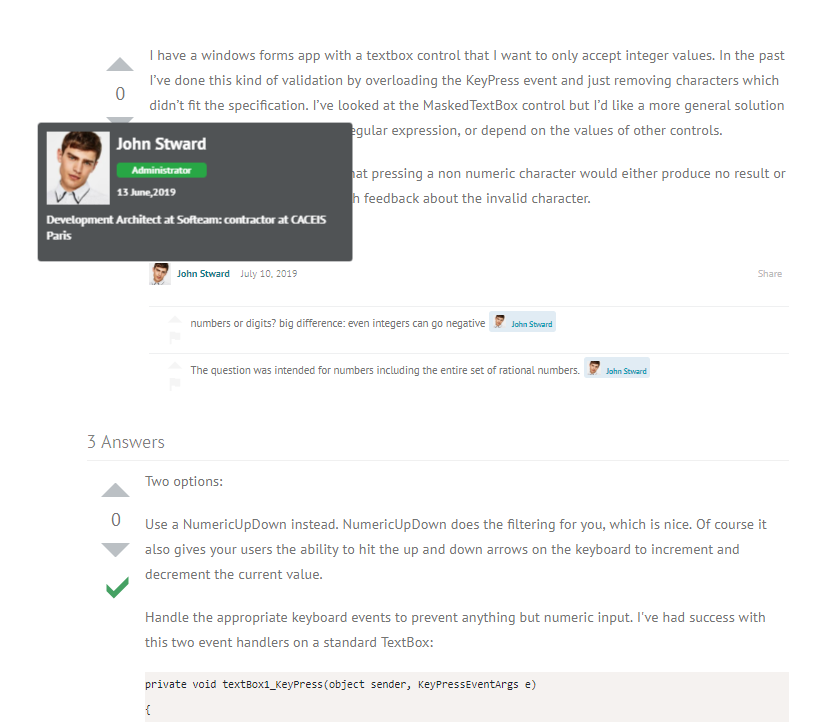 I have a windows forms app with a textbox control that I want to only accept integer values. In the past
I've done this kind of validation by overloading the KeyPress event and just removing characters which
0
didn't fit the specification. I've looked at the MaskedTextBox control but I'd like a more general solution
egular expression, or depend on the values of other controls.
John Stward
Administrator
13 June,2019
Development Architect at Softeam: contractor at CACEIS
Paris
hat pressing a non numeric character would either produce no result or
h feedback about the invalid character.
John Stward July 10, 2019 Share
numbers or digits? big difference: even integers can go negative John Stward
The question was intended for numbers including the entire set of rational numbers. John Stward
3 Answers
0
Two options:
Use a NumericUpDown instead. NumericUpDown does the filtering for you, which is nice. Of course it
also gives your users the ability to hit the up and down arrows on the keyboard to increment and
decrement the current value.
Handle the appropriate keyboard events to prevent anything but numeric input. I've had success with
this two event handlers on a standard TextBox:
private void textBox1_KeyPress(object sender, KeyPressEventArgs e)
{